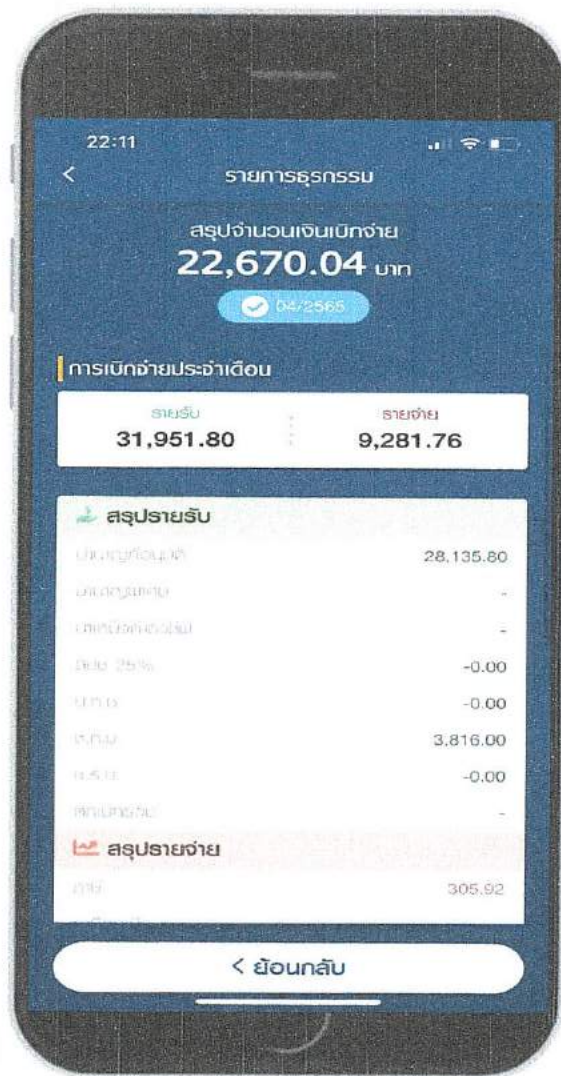 22:11
รายการธุรกรรม
สรุปจำนวนเงินเบิกจ่าย
22,670.04 บาท
04/2565
การเบิกจ่ายประจำเดือน
รายรับ รายจ่าย
31,951.80 9,281.76
สรุปรายรับ
28,135.80
-
-
25% -0.00
-0.00
3,816.00
-0.00
-
สรุปรายจ่าย
ภาษี 305.92
< ย้อนกลับ